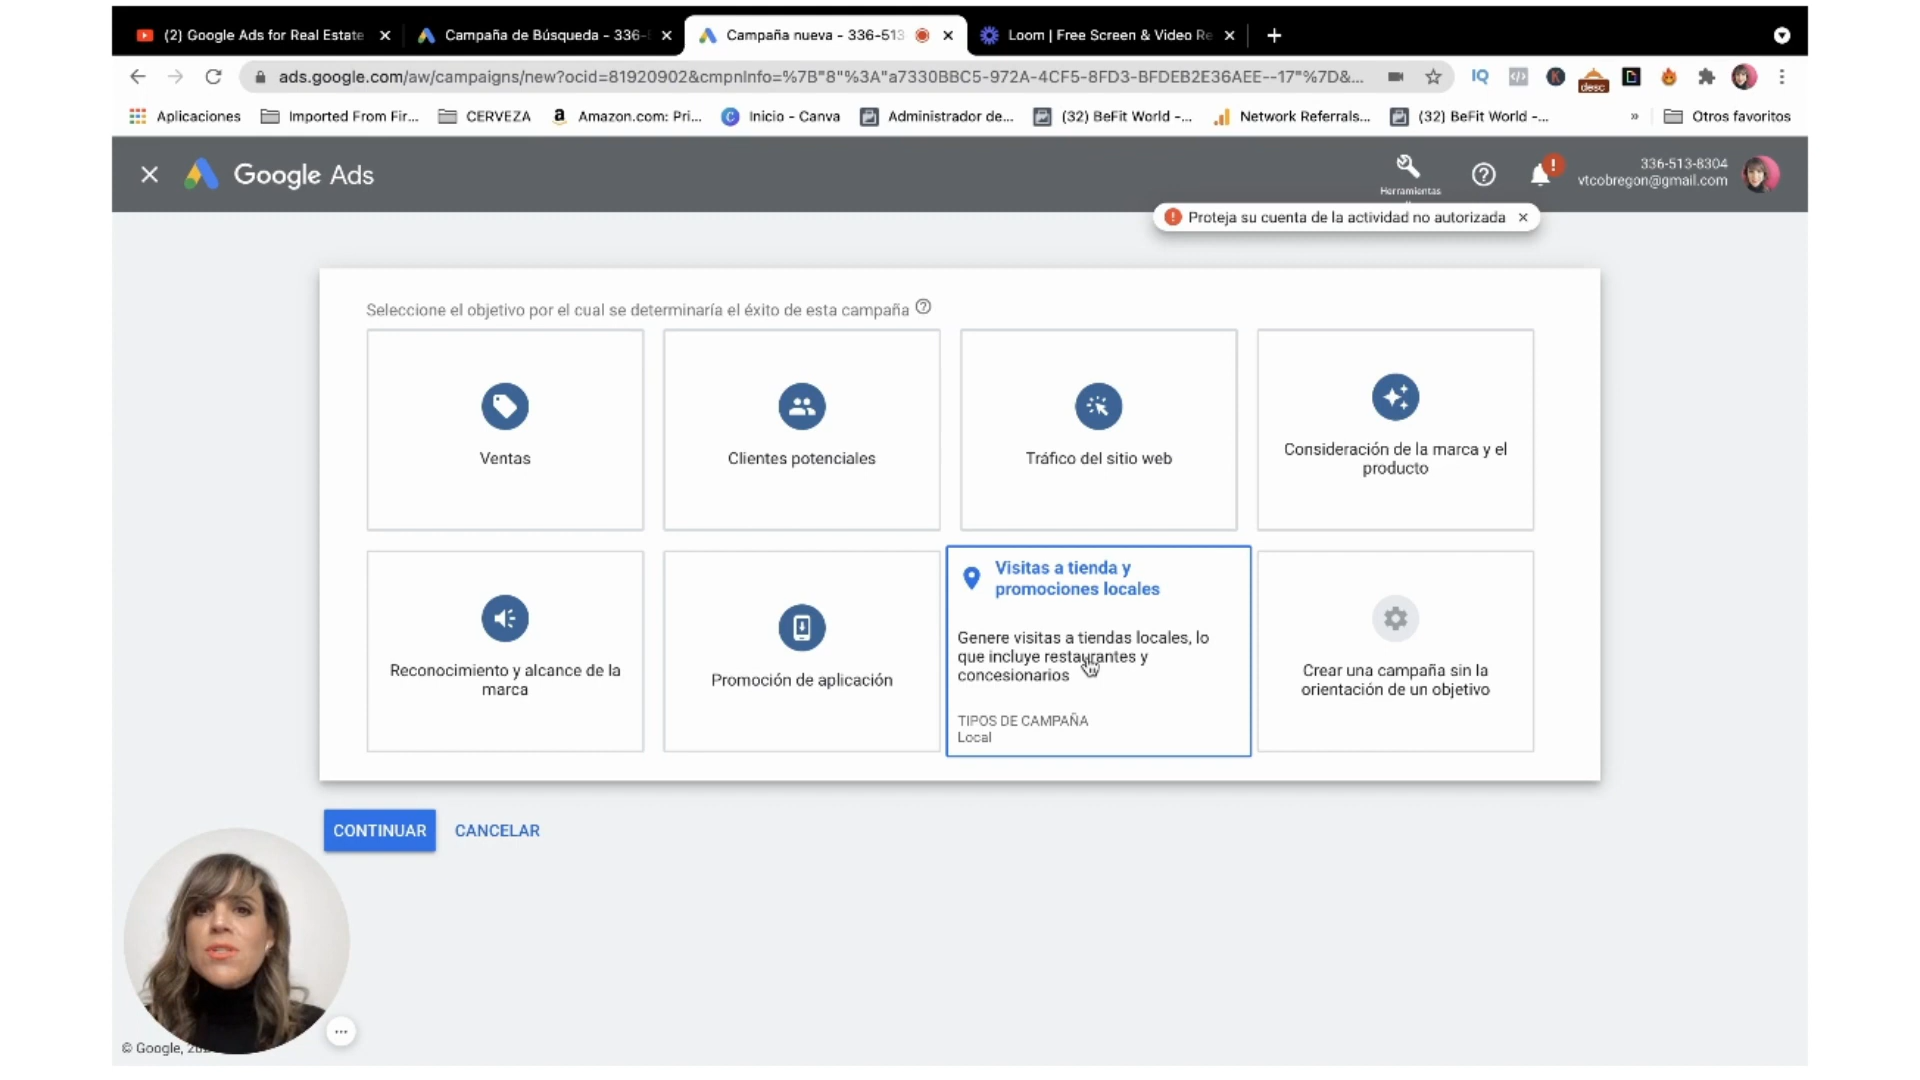 (2) Google Ads for Real Estate
Campaña de Búsqueda - 336-
Campaña nueva - 336-513
Loom | Free Screen & Video Re
ads.google.com/aw/campaigns/new?ocid=81920902&cmpnInfo=%7B"8"%3A"a7330BBC5-972A-4CF5-8FD3-BFDEB2E36AEE--17"%7D&...
IQ
desc
Aplicaciones
Imported From Fir...
CERVEZA
Amazon.com: Pri...
Inicio - Canva
Administrador de...
(32) BeFit World -...
Network Referrals...
(32) BeFit World -...
»
Otros favoritos
Google Ads
Herramientas
336-513-8304
vtcobregon@gmail.com
Proteja su cuenta de la actividad no autorizada
Seleccione el objetivo por el cual se determinaría el éxito de esta campaña
Ventas
Clientes potenciales
Tráfico del sitio web
Consideración de la marca y el
producto
Reconocimiento y alcance de la
marca
Promoción de aplicación
Visitas a tienda y
promociones locales
Genere visitas a tiendas locales, lo
que incluye restaurantes y
concesionarios
TIPOS DE CAMPAÑA
Local
Crear una campaña sin la
orientación de un objetivo
CONTINUAR
CANCELAR
© Google,